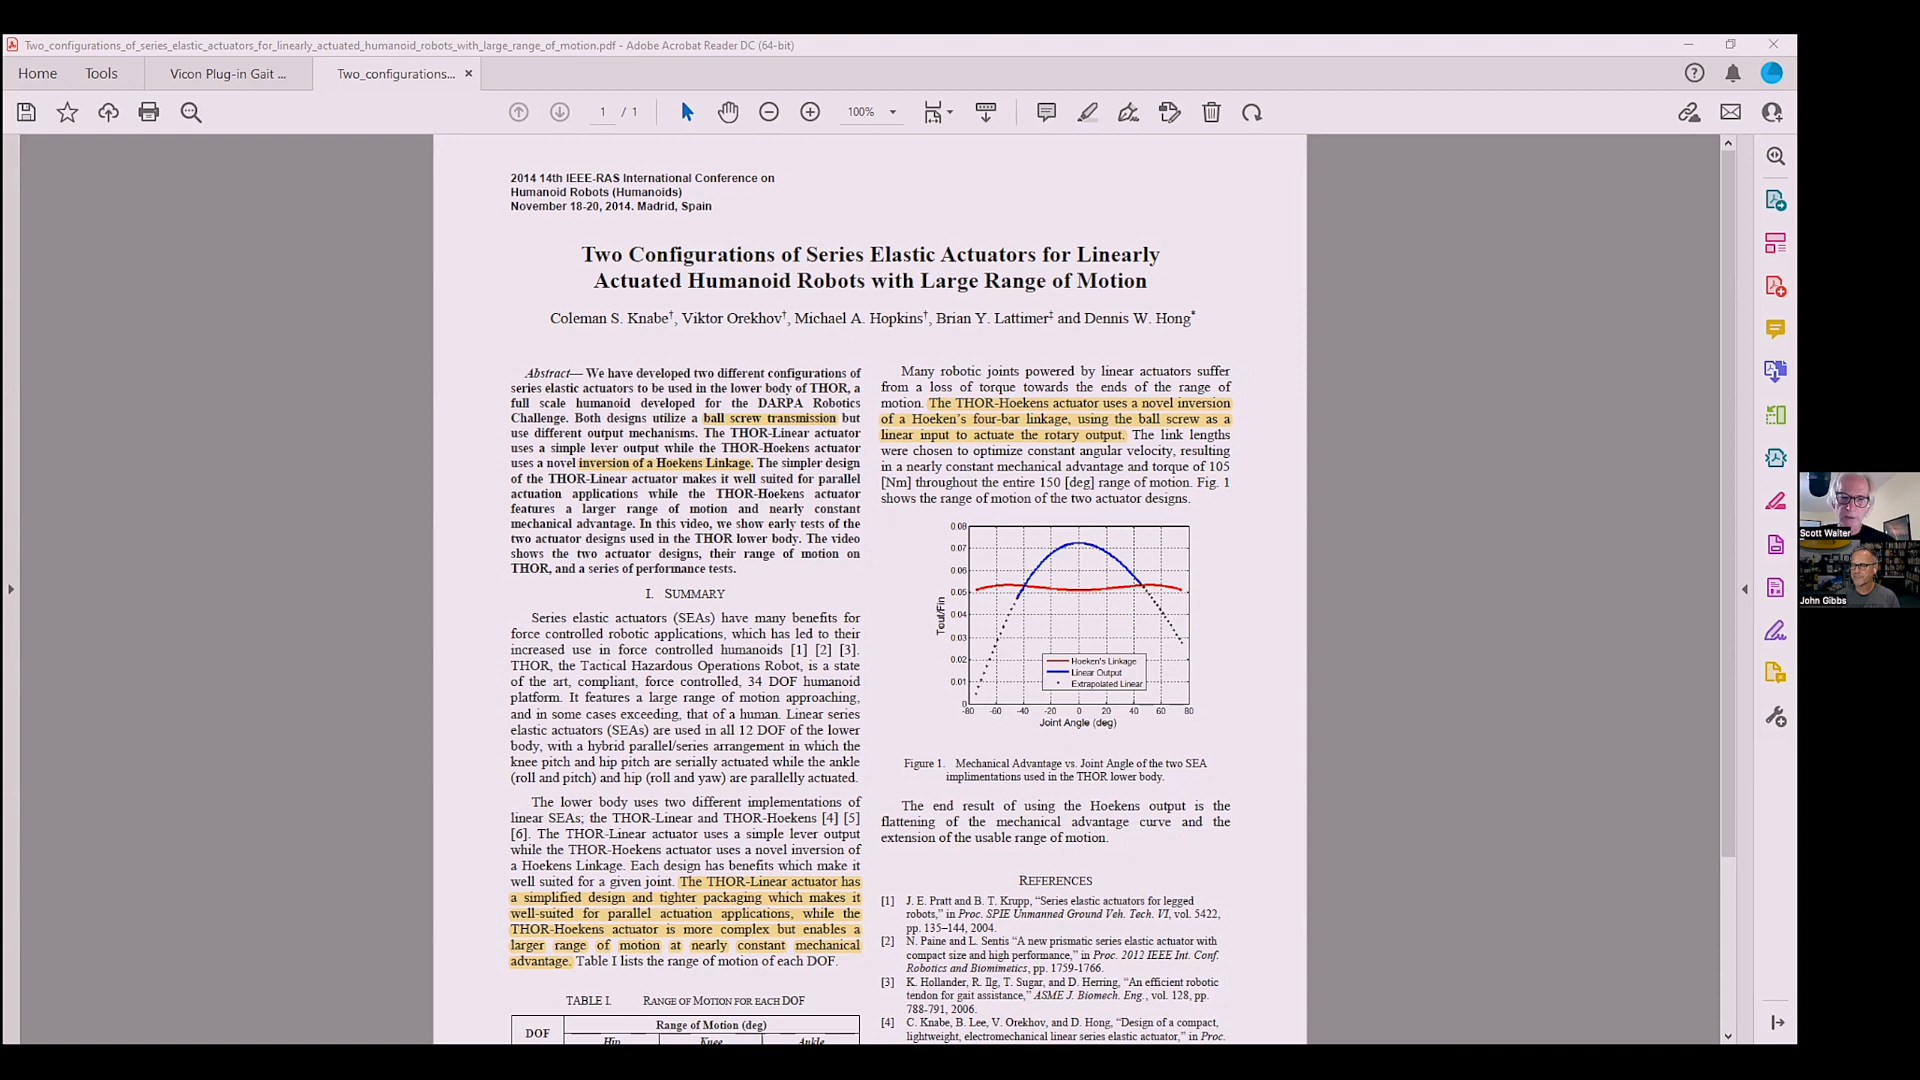 Two_configurations_of_series_elastic_actuators_for_linearly_actuated_humanoid_robots_with_large_range_of_motion.pdf - Adobe Acrobat Reader DC (64-bit)
Home Tools Vicon Plug-in Gait ... Two_configurations...
1 / 1 100%
2014 14th IEEE-RAS International Conference on
Humanoid Robots (Humanoids)
November 18-20, 2014. Madrid, Spain
Two Configurations of Series Elastic Actuators for Linearly
Actuated Humanoid Robots with Large Range of Motion
Coleman S. Knabe†, Viktor Orekhov†, Michael A. Hopkins†, Brian Y. Lattimer‡ and Dennis W. Hong*
Abstract— We have developed two different configurations of
series elastic actuators to be used in the lower body of THOR, a
full scale humanoid developed for the DARPA Robotics
Challenge. Both designs utilize a ball screw transmission but
use different output mechanisms. The THOR-Linear actuator
uses a simple lever output while the THOR-Hoekens actuator
uses a novel inversion of a Hoekens Linkage. The simpler design
of the THOR-Linear actuator makes it well suited for parallel
actuation applications while the THOR-Hoekens actuator
features a larger range of motion and nearly constant
mechanical advantage. In this video, we show early tests of the
two actuator designs used in the THOR lower body. The video
shows the two actuator designs, their range of motion on
THOR, and a series of performance tests.
I. SUMMARY
Series elastic actuators (SEAs) have many benefits for
force controlled robotic applications, which has led to their
increased use in force controlled humanoids [1] [2] [3].
THOR, the Tactical Hazardous Operations Robot, is a state
of the art, compliant, force controlled, 34 DOF humanoid
platform. It features a large range of motion approaching,
and in some cases exceeding, that of a human. Linear series
elastic actuators (SEAs) are used in all 12 DOF of the lower
body, with a hybrid parallel/series arrangement in which the
knee pitch and hip pitch are serially actuated while the ankle
(roll and pitch) and hip (roll and yaw) are parallelly actuated.
The lower body uses two different implementations of
linear SEAs; the THOR-Linear and THOR-Hoekens [4] [5]
[6]. The THOR-Linear actuator uses a simple lever output
while the THOR-Hoekens actuator uses a novel inversion of
a Hoekens Linkage. Each design has benefits which make it
well suited for a given joint. The THOR-Linear actuator has
a simplified design and tighter packaging which makes it
well-suited for parallel actuation applications, while the
THOR-Hoekens actuator is more complex but enables a
larger range of motion at nearly constant mechanical
advantage. Table I lists the range of motion of each DOF.
TABLE I. RANGE OF MOTION FOR EACH DOF
DOF Range of Motion (deg)
Hip Knee Ankle
Many robotic joints powered by linear actuators suffer
from a loss of torque towards the ends of the range of
motion. The THOR-Hoekens actuator uses a novel inversion
of a Hoeken's four-bar linkage, using the ball screw as a
linear input to actuate the rotary output. The link lengths
were chosen to optimize constant angular velocity, resulting
in a nearly constant mechanical advantage and torque of 105
[Nm] throughout the entire 150 [deg] range of motion. Fig. 1
shows the range of motion of the two actuator designs.
0.08
0.07
0.06
0.05
0.04
0.03
0.02
0.01
0
Tout/Fin
Hoeken's Linkage
Linear Output
Extrapolated Linear
-80 -60 -40 -20 0 20 40 60 80
Joint Angle (deg)
Figure 1. Mechanical Advantage vs. Joint Angle of the two SEA
implimentations used in the THOR lower body.
The end result of using the Hoekens output is the
flattening of the mechanical advantage curve and the
extension of the usable range of motion.
REFERENCES
[1] J. E. Pratt and B. T. Krupp, “Series elastic actuators for legged
robots,” in Proc. SPIE Unmanned Ground Veh. Tech. VI, vol. 5422,
pp. 135–144, 2004.
[2] N. Paine and L. Sentis “A new prismatic series elastic actuator with
compact size and high performance,” in Proc. 2012 IEEE Int. Conf.
Robotics and Biomimetics, pp. 1759-1766.
[3] K. Hollander, R. Ilg, T. Sugar, and D. Herring, “An efficient robotic
tendon for gait assistance,” ASME J. Biomech. Eng., vol. 128, pp.
788-791, 2006.
[4] C. Knabe, B. Lee, V. Orekhov, and D. Hong, “Design of a compact,
lightweight, electromechanical linear series elastic actuator,” in Proc.
Scott Walter
John Gibbs